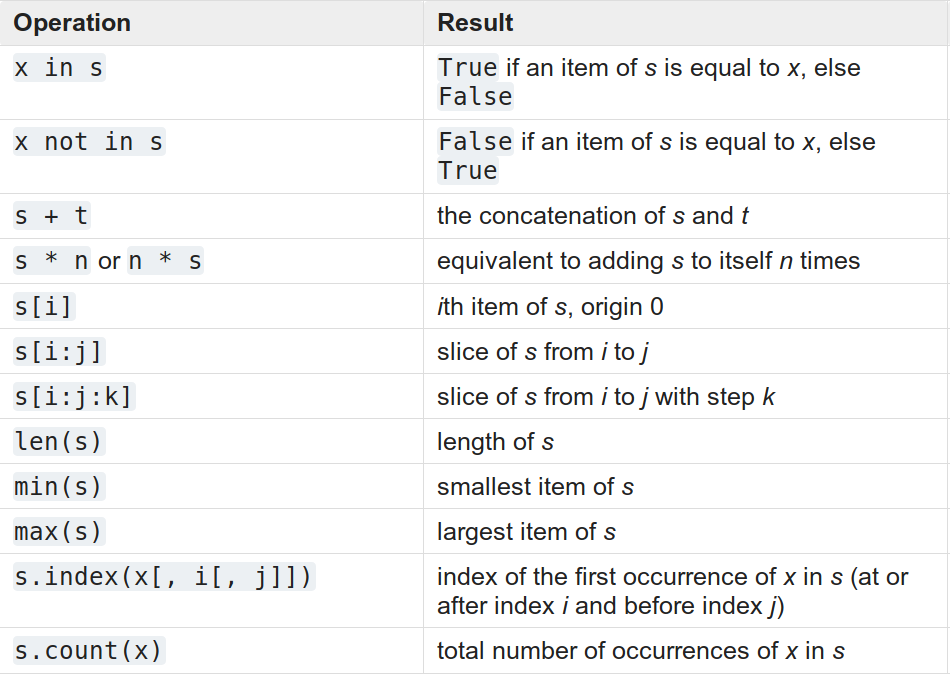 Operation Result
x in s True if an item of s is equal to x, else
False
x not in s False if an item of s is equal to x, else
True
s + t the concatenation of s and t
s * n or n * s equivalent to adding s to itself n times
s[i] ith item of s, origin 0
s[i:j] slice of s from i to j
s[i:j:k] slice of s from i to j with step k
len(s) length of s
min(s) smallest item of s
max(s) largest item of s
s.index(x[, i[, j]]) index of the first occurrence of x in s (at or
after index i and before index j)
s.count(x) total number of occurrences of x in s